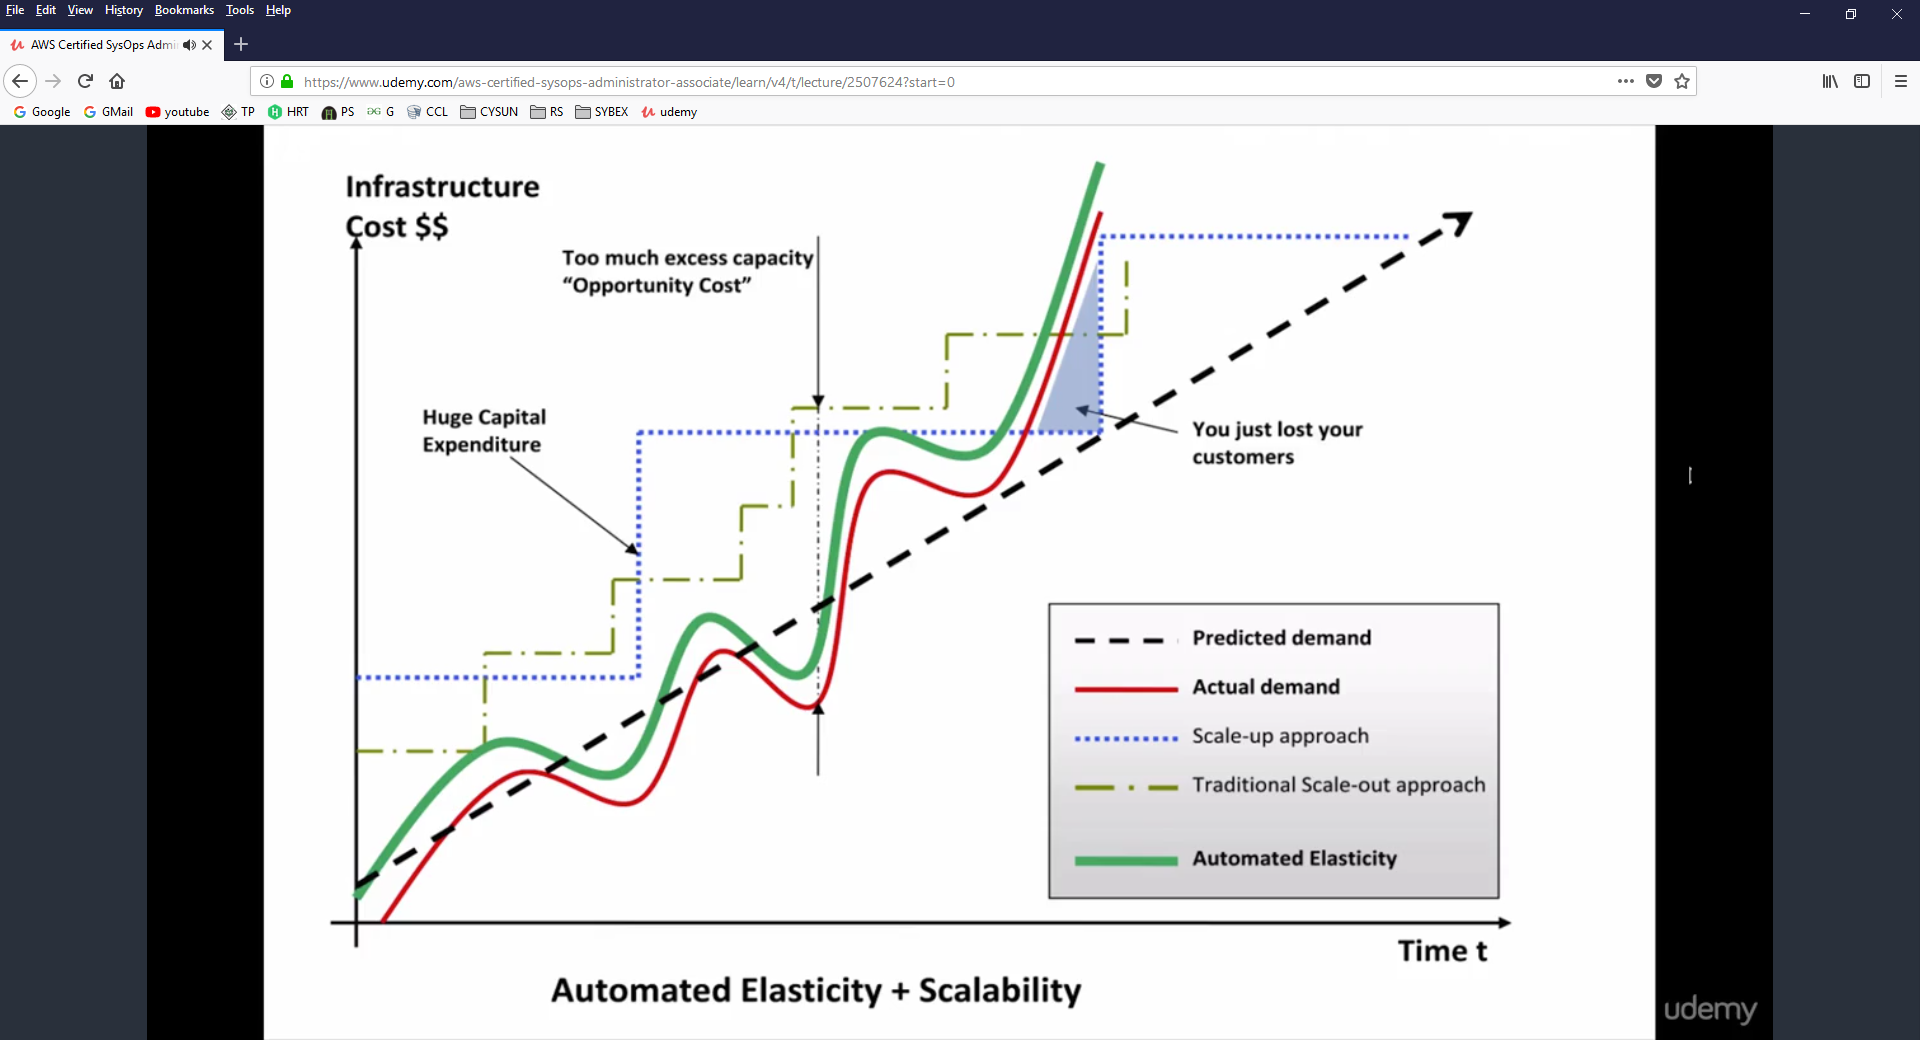 File Edit View History Bookmarks Tools Help
AWS Certified SysOps Admi
https://www.udemy.com/aws-certified-sysops-administrator-associate/learn/v4/t/lecture/2507624?start=0
Google GMail youtube TP HRT PS G CCL CYSUN RS SYBEX udemy
Infrastructure
Cost $$
Too much excess capacity
“Opportunity Cost”
Huge Capital
Expenditure
You just lost your
customers
Predicted demand
Actual demand
Scale-up approach
Traditional Scale-out approach
Automated Elasticity
Time t
Automated Elasticity + Scalability
udemy